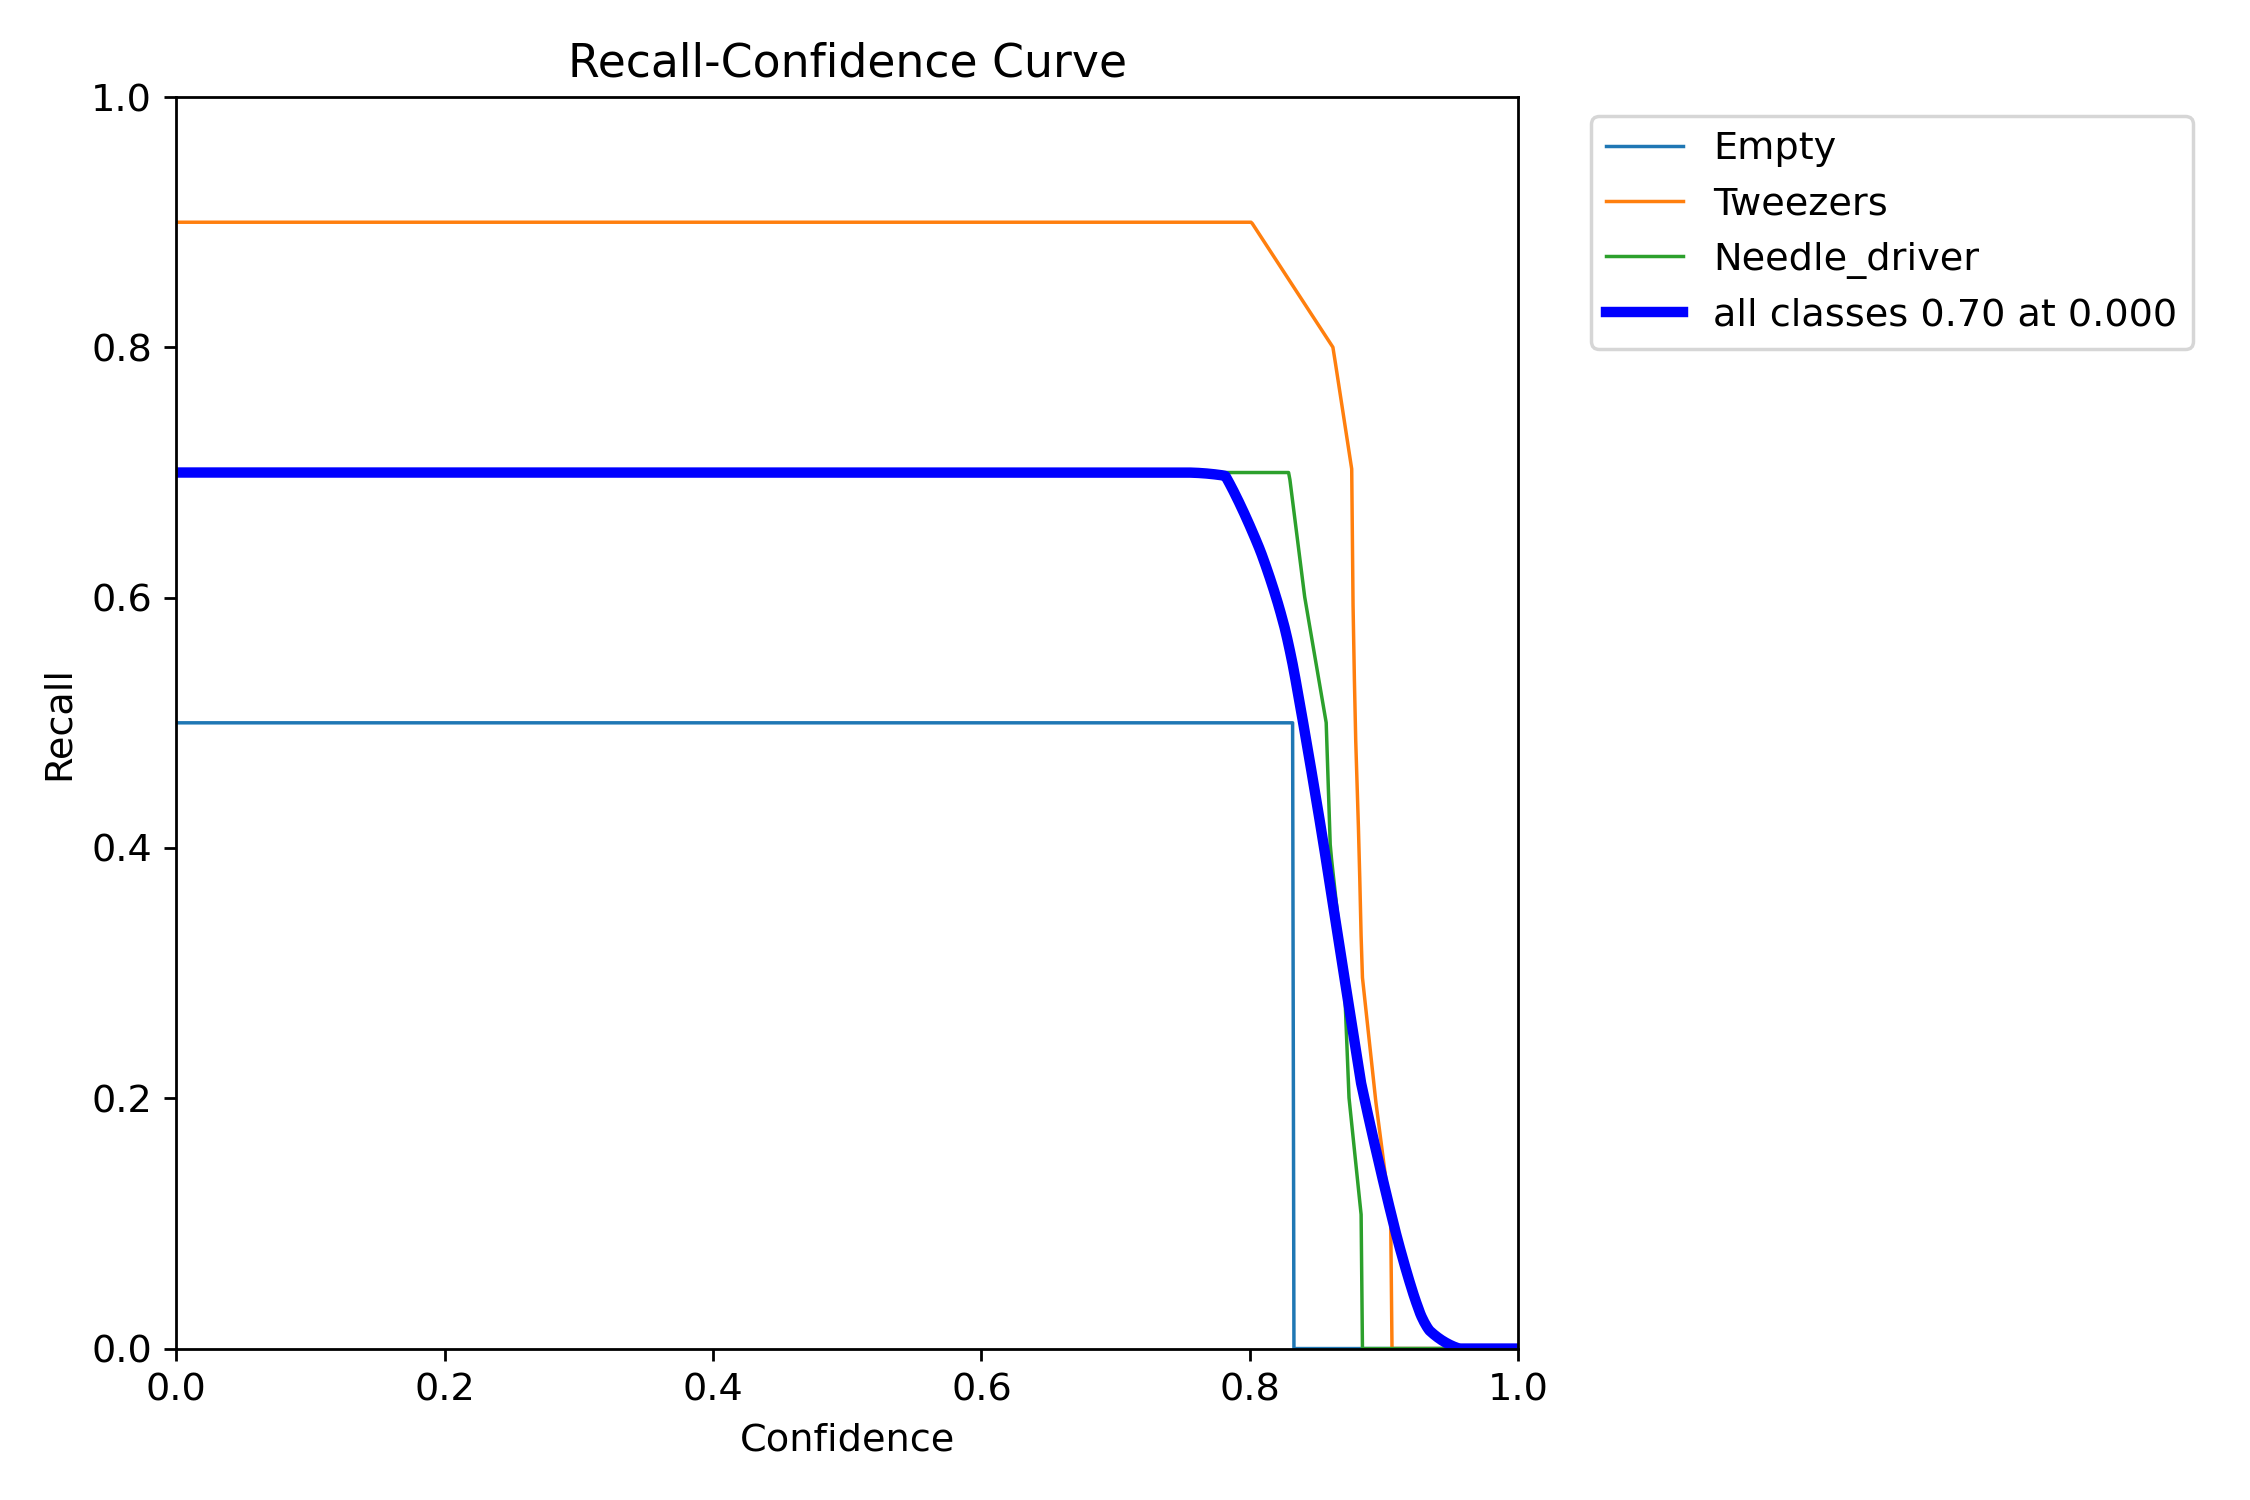 Recall-Confidence Curve
1.0
0.8
0.6
0.4
0.2
0.0
Recall
0.0 0.2 0.4 0.6 0.8 1.0
Confidence
Empty
Tweezers
Needle_driver
all classes 0.70 at 0.000